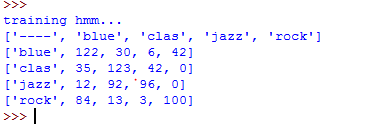 >>>
training hmm...
['----', 'blue', 'clas', 'jazz', 'rock']
['blue', 122, 30, 6, 42]
['clas', 35, 123, 42, 0]
['jazz', 12, 92, 96, 0]
['rock', 84, 13, 3, 100]
>>>